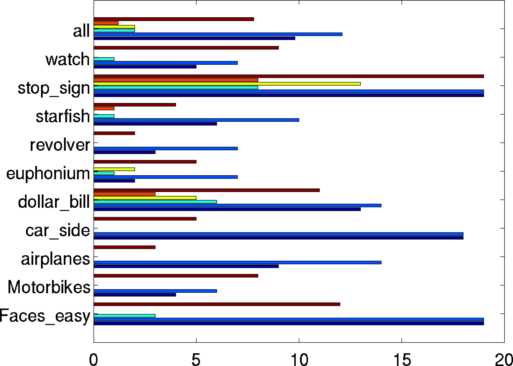 all
watch
stop_sign
starfish
revolver
euphonium
dollar_bill
car_side
airplanes
Motorbikes
Faces_easy
0 5 10 15 20